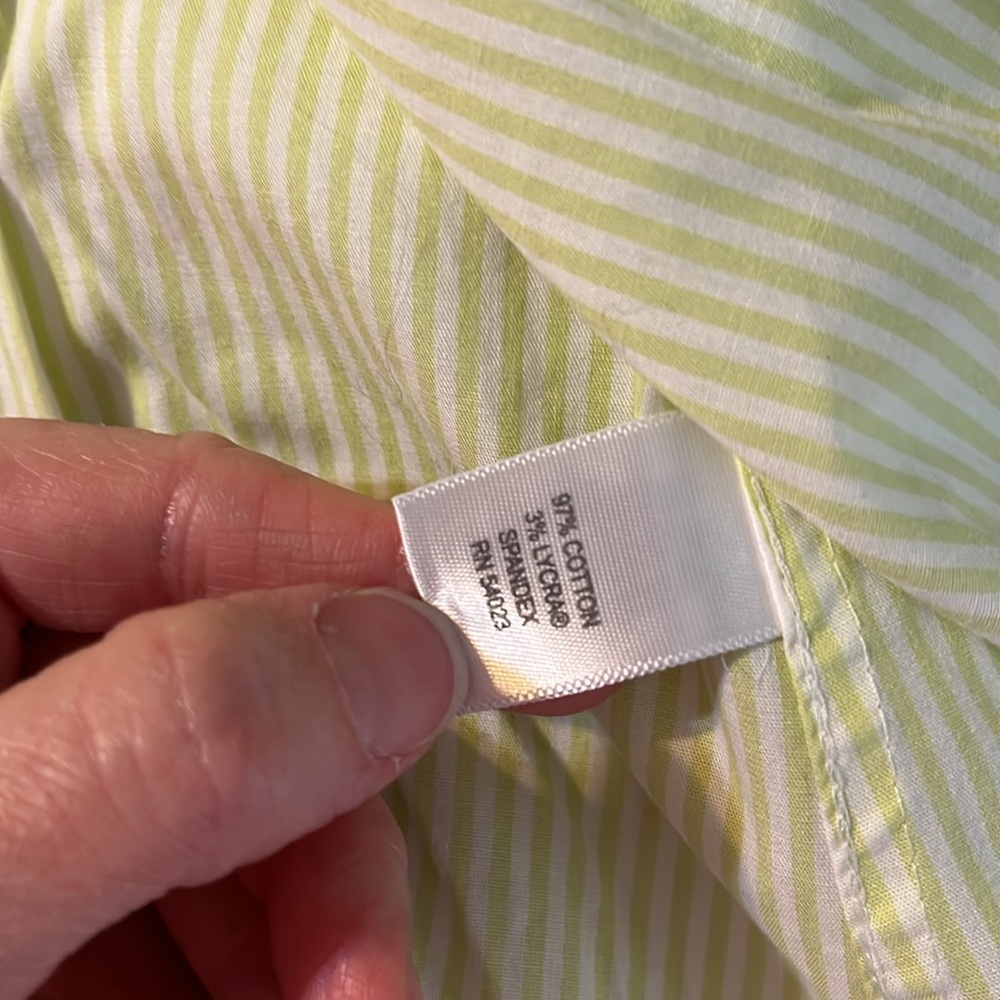 97% COTTON
3% LYCRA®
SPANDEX
RN 54023